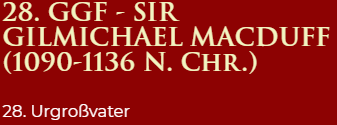 28. GGF - SIR
GILMICHAEL MACDUFF
(1090-1136 N. CHR.)
28. Urgroßvater